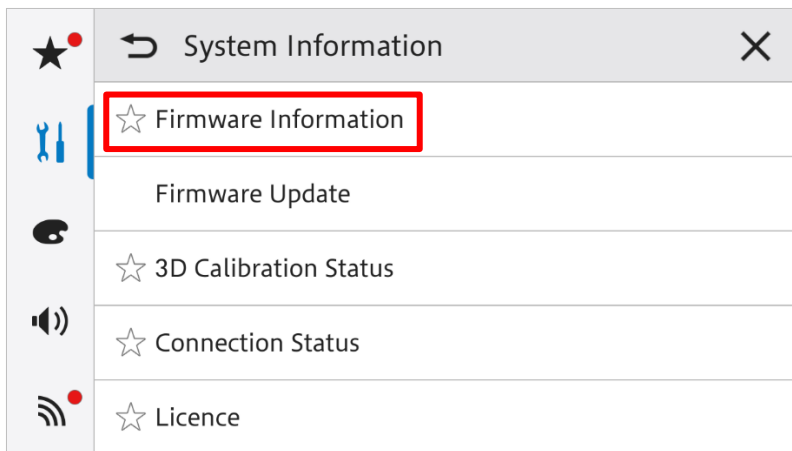 System Information
Firmware Information
Firmware Update
3D Calibration Status
Connection Status
Licence